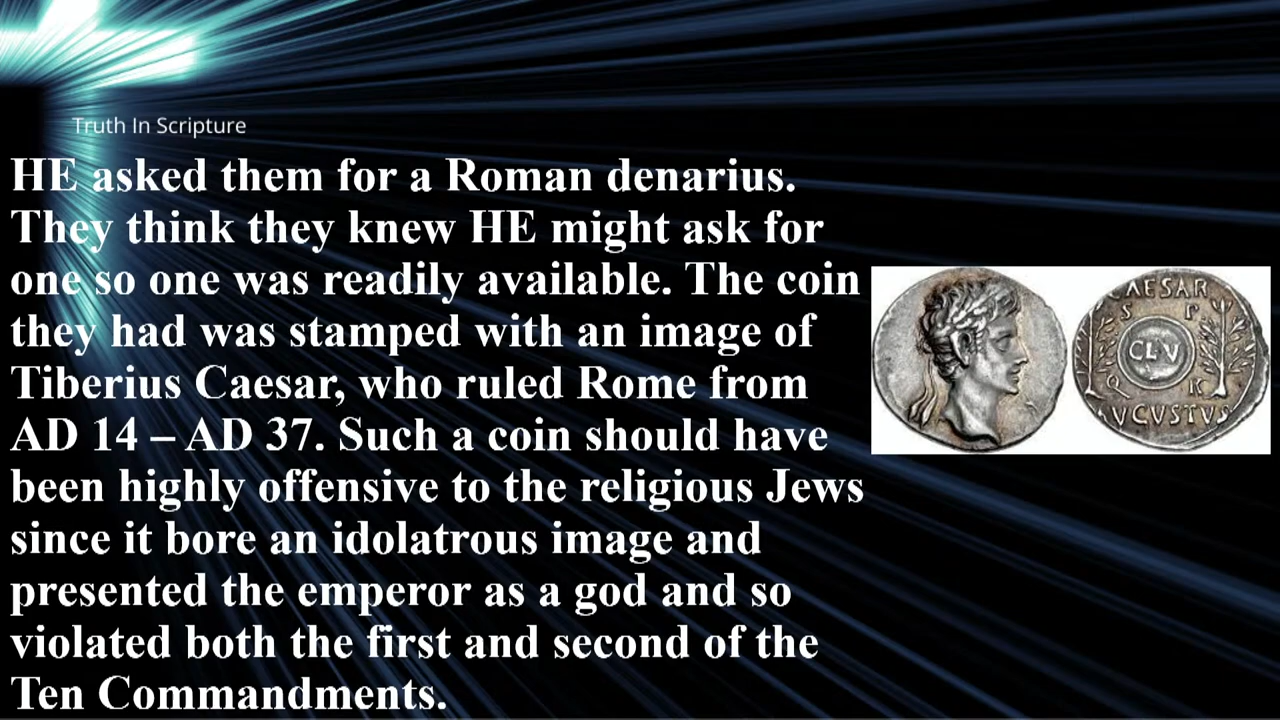 Truth In Scripture
HE asked them for a Roman denarius.
They think they knew HE might ask for
one so one was readily available. The coin
they had was stamped with an image of
Tiberius Caesar, who ruled Rome from
AD 14 – AD 37. Such a coin should have
been highly offensive to the religious Jews
since it bore an idolatrous image and
presented the emperor as a god and so
violated both the first and second of the
Ten Commandments.
CAESAR
S P
CL V
Q R
AVCVSTVS